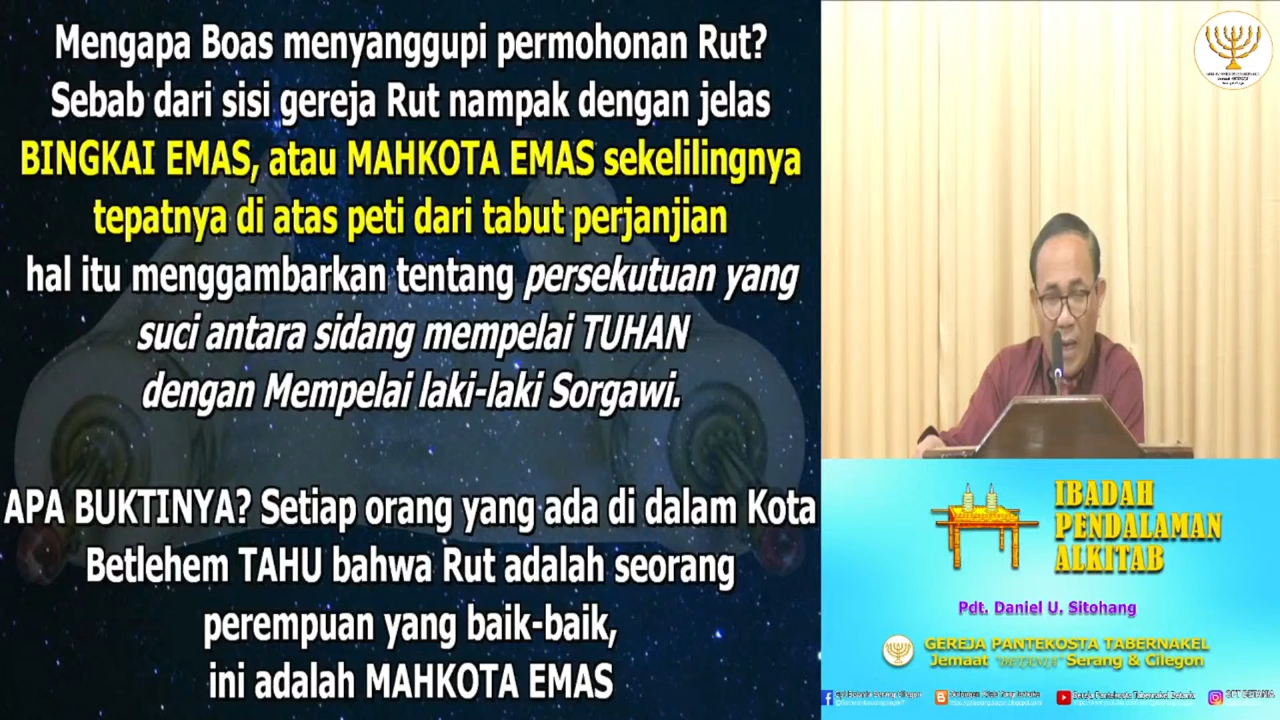 Mengapa Boas menyanggupi permohonan Rut?
Sebab dari sisi gereja Rut nampak dengan jelas
BINGKAI EMAS, atau MAHKOTA EMAS sekelilingnya
tepatnya di atas peti dari tabut perjanjian
hal itu menggambarkan tentang persekutuan yang
suci antara sidang mempelai TUHAN
dengan Mempelai laki-laki Sorgawi.
APA BUKTINYA? Setiap orang yang ada di dalam Kota
Betlehem TAHU bahwa Rut adalah seorang
perempuan yang baik-baik,
ini adalah MAHKOTA EMAS
IBADAH
PENDALAMAN
ALKITAB
Pdt. Daniel U. Sitohang
GEREJA PANTEKOSTA TABERNAKEL
Jemaat "BETANIA" Serang & Cilegon